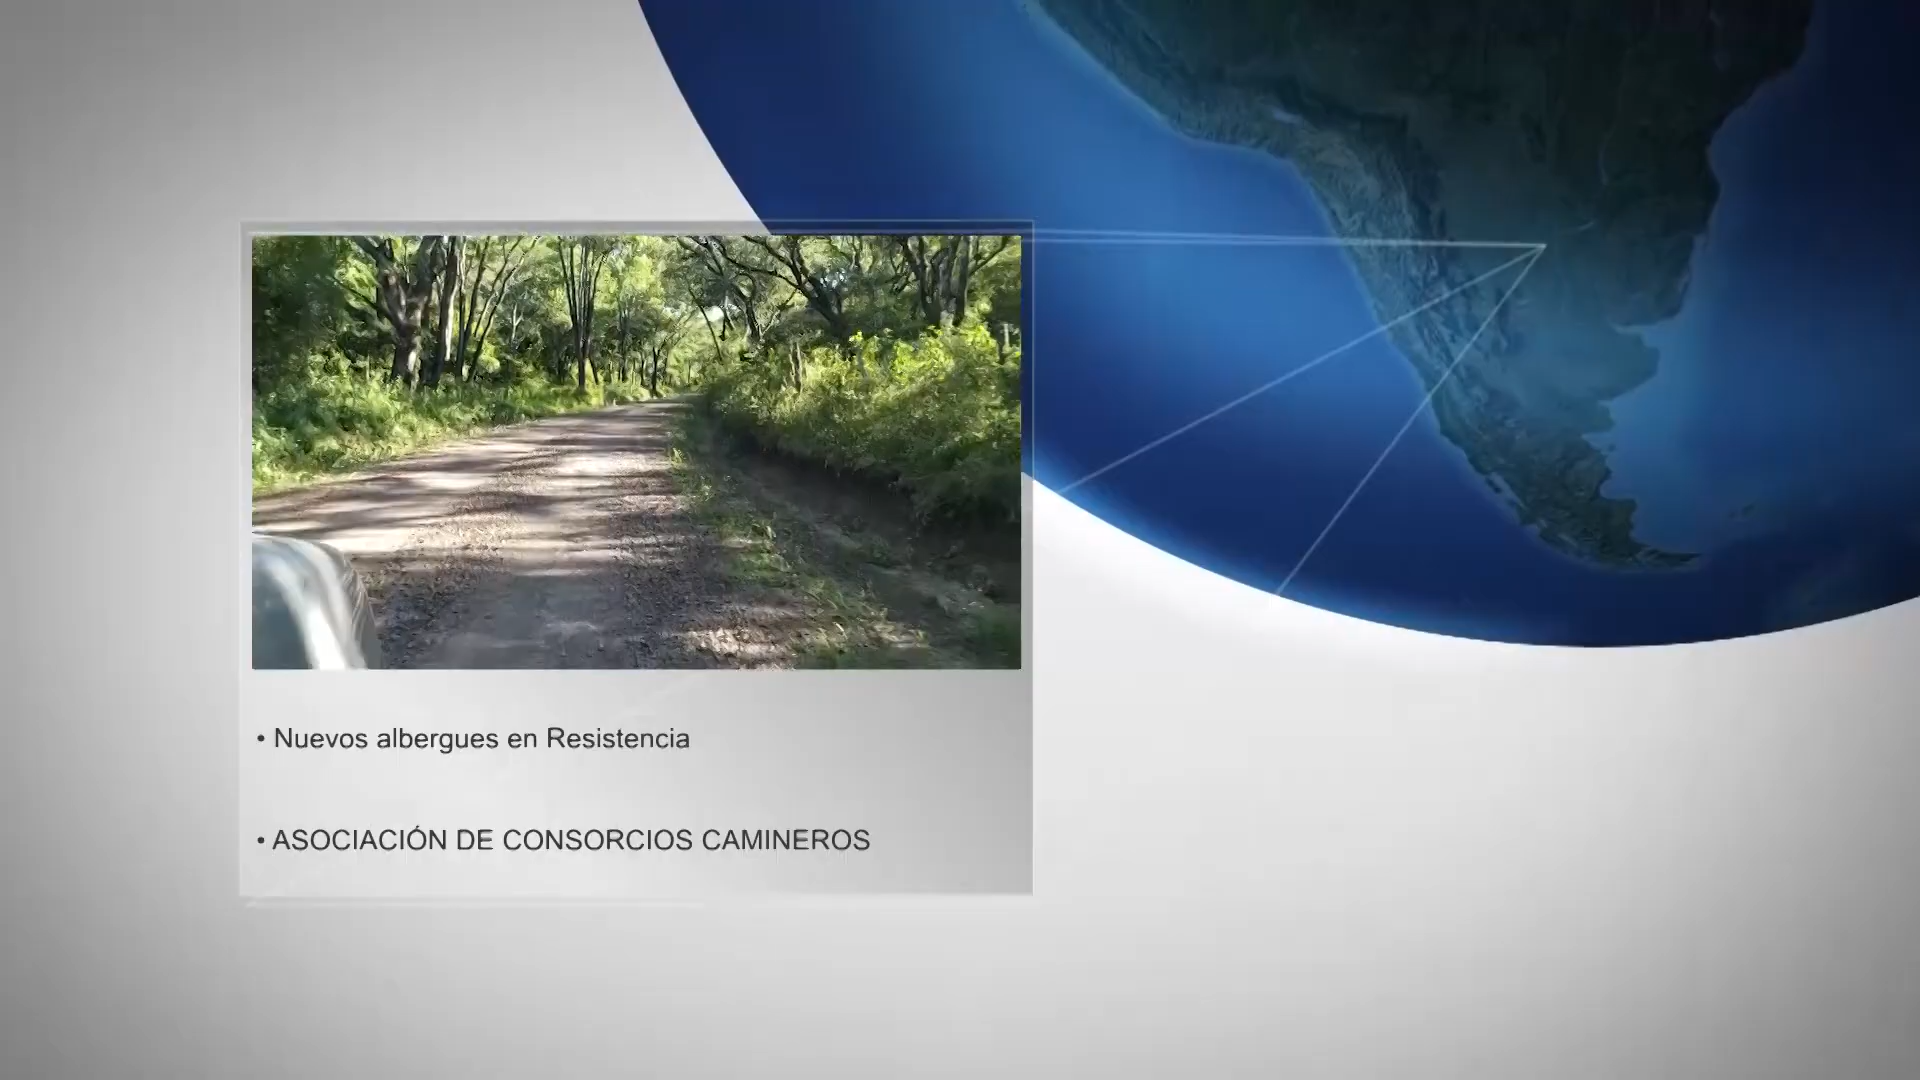 • Nuevos albergues en Resistencia
• ASOCIACIÓN DE CONSORCIOS CAMINEROS